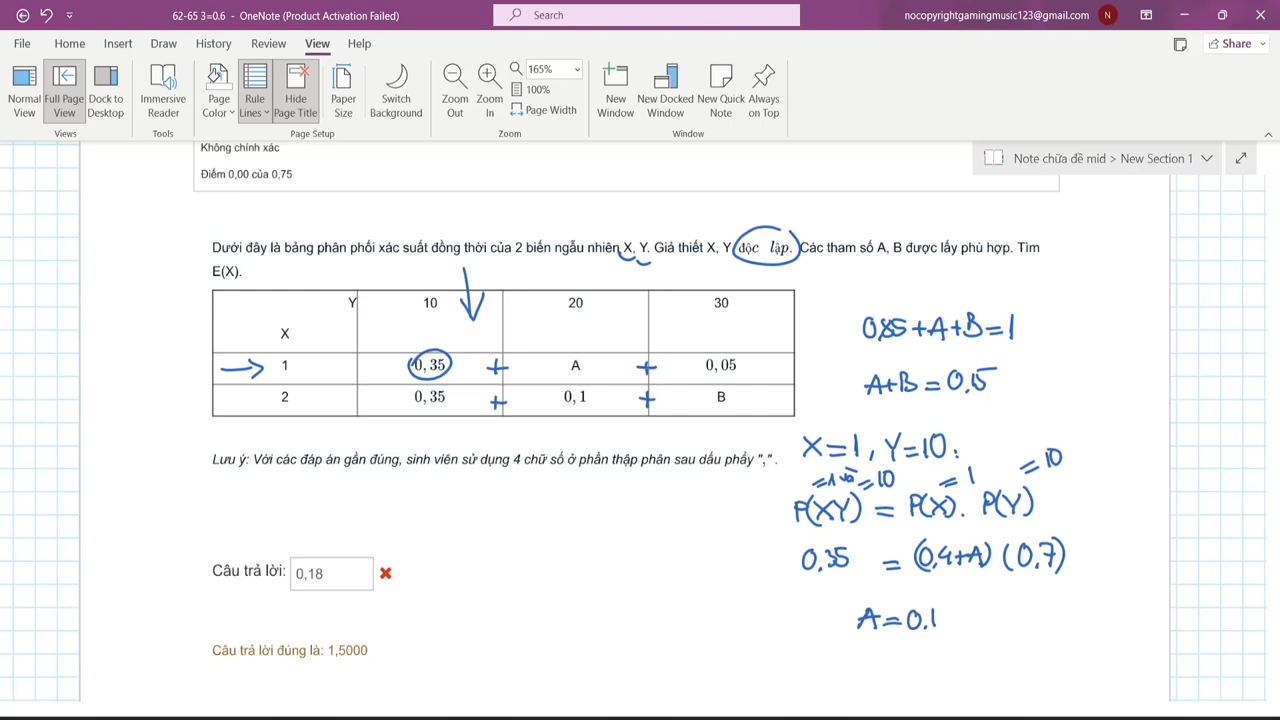 62-65 3=0.6 - OneNote (Product Activation Failed)
Search
nocopyrightgamingmusic123@gmail.com
N
File Home Insert Draw History Review View Help
Share
Normal View
Full Page View
Dock to Desktop
Immersive Reader
Page Color
Rule Lines
Hide Page Title
Paper Size
Switch Background
Zoom Out
Zoom In
165%
100%
Page Width
New Window
New Docked Window
New Quick Note
Always on Top
Views Tools Page Setup Zoom Window
Không chính xác
Điểm 0,00 của 0,75
Note chữa đề mid > New Section 1
Dưới đây là bảng phân phối xác suất đồng thời của 2 biến ngẫu nhiên X, Y. Giả thiết X, Y độc lập. Các tham số A, B được lấy phù hợp. Tìm
E(X).
Y 10 20 30
X
1 0,35 + A + 0,05
2 0,35 + 0,1 + B
Lưu ý: Với các đáp án gần đúng, sinh viên sử dụng 4 chữ số ở phần thập phân sau dấu phẩy ",".
Câu trả lời: 0,18
Câu trả lời đúng là: 1,5000
0,85+A+B=1
A+B=0,15
X=1, Y=10:
=1 và =10 =1 =10
P(XY) = P(X). P(Y)
0,35 = (0,4+A) (0,7)
A=0.1